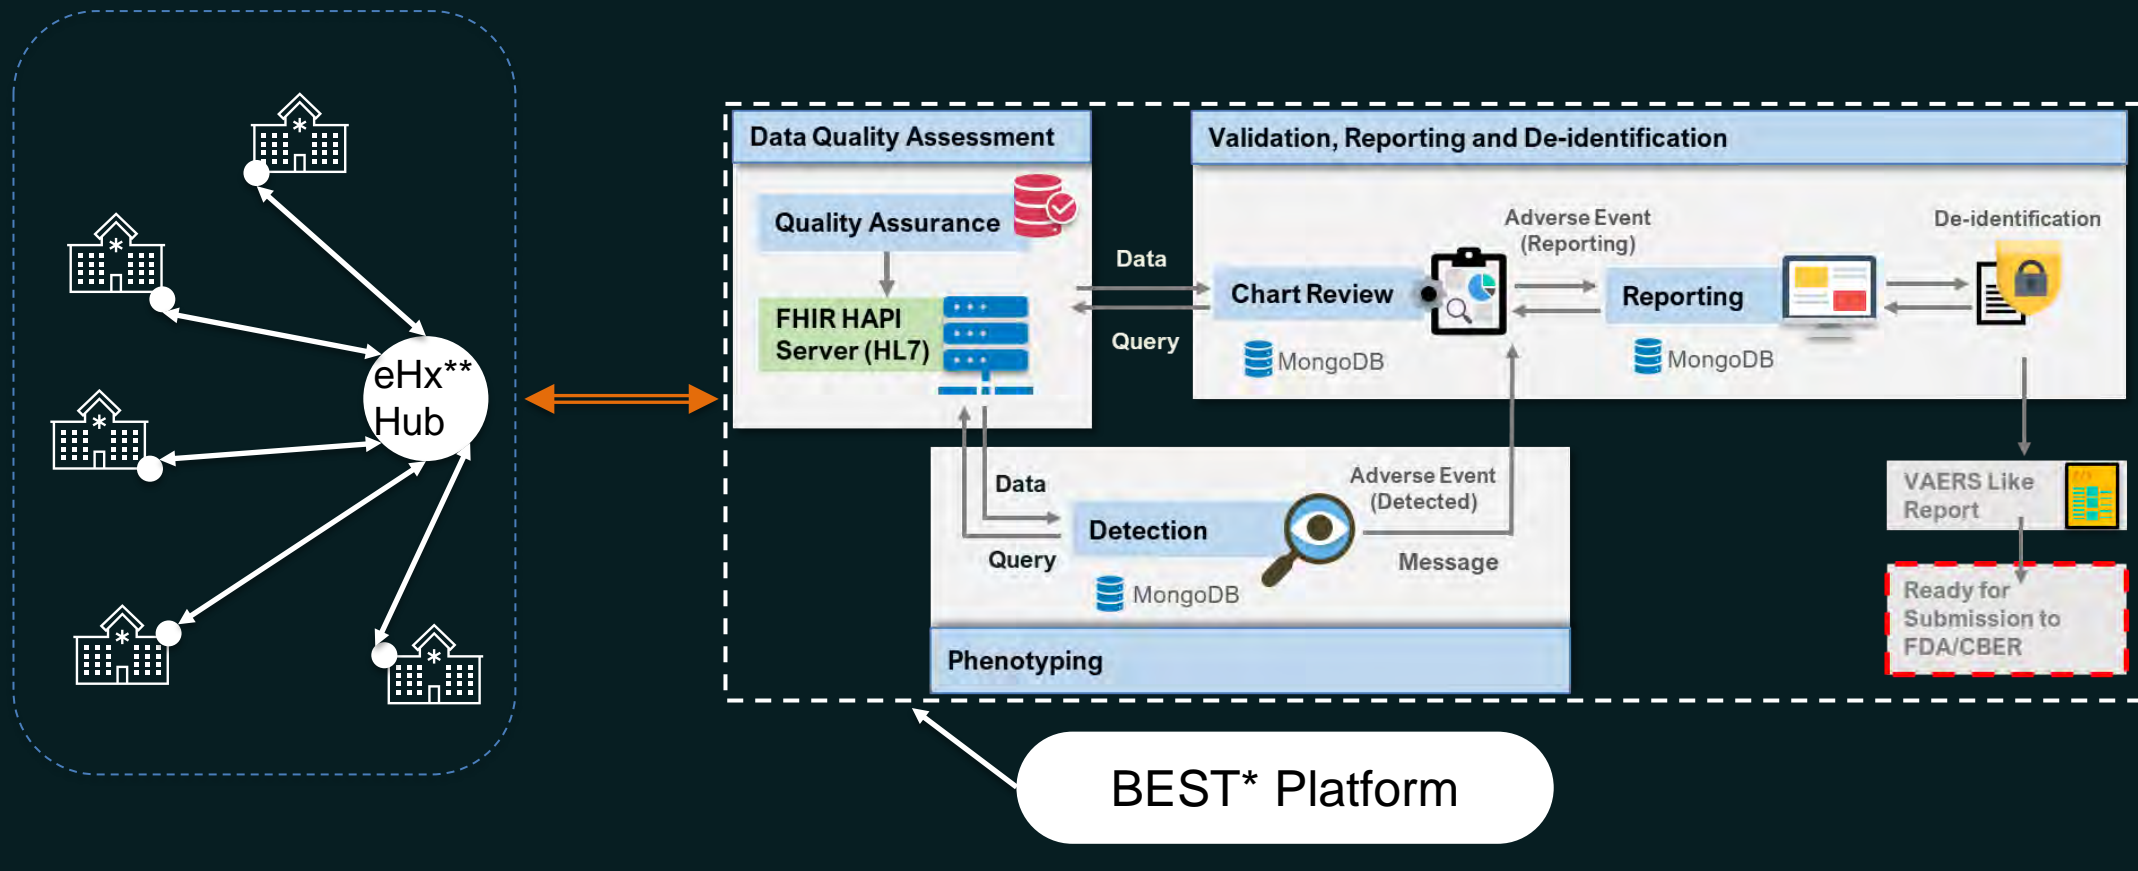 eHx**
Hub
Data Quality Assessment
Quality Assurance
FHIR HAPI
Server (HL7)
Data
Query
Validation, Reporting and De-identification
Chart Review
MongoDB
Adverse Event
(Reporting)
Reporting
MongoDB
De-identification
Data
Query
Detection
MongoDB
Adverse Event
(Detected)
Message
Phenotyping
VAERS Like
Report
Ready for
Submission to
FDA/CBER
BEST* Platform